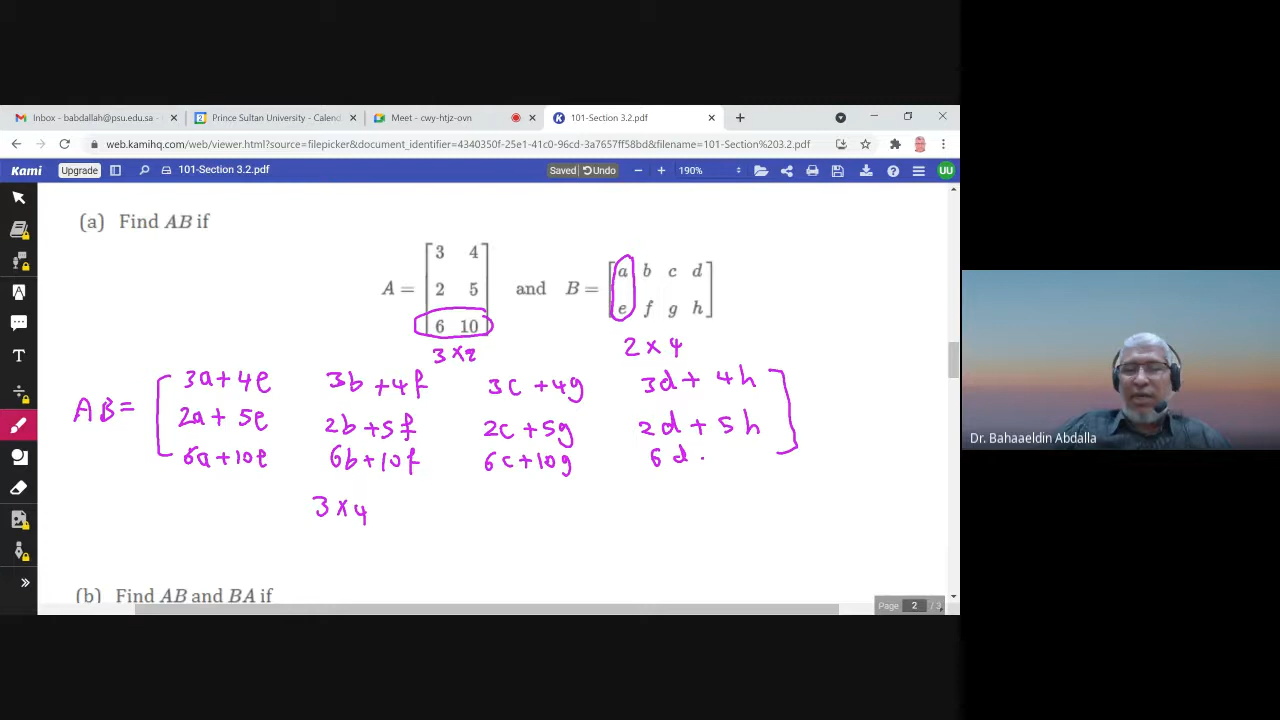 Inbox - babdallah@psu.edu.sa - Prince Sultan University - Calend Meet - cwy-htjz-ovn 101-Section 3.2.pdf
web.kamihq.com/web/viewer.html?source=filepicker&document_identifier=4340350f-25e1-41c0-96cd-3a7657ff58bd&filename=101-Section%203.2.pdf
Kami Upgrade 101-Section 3.2.pdf Saved Undo 190% UU
(a) Find AB if
A = [3 4
2 5
6 10] and B = [a b c d
e f g h]
3 × 2 2 × 4
AB = [3a + 4e 3b + 4f 3c + 4g 3d + 4h
2a + 5e 2b + 5f 2c + 5g 2d + 5h
6a + 10e 6b + 10f 6c + 10g 6d .]
3 × 4
(b) Find AB and BA if
Page 2 / 3
Dr. Bahaaeldin Abdalla